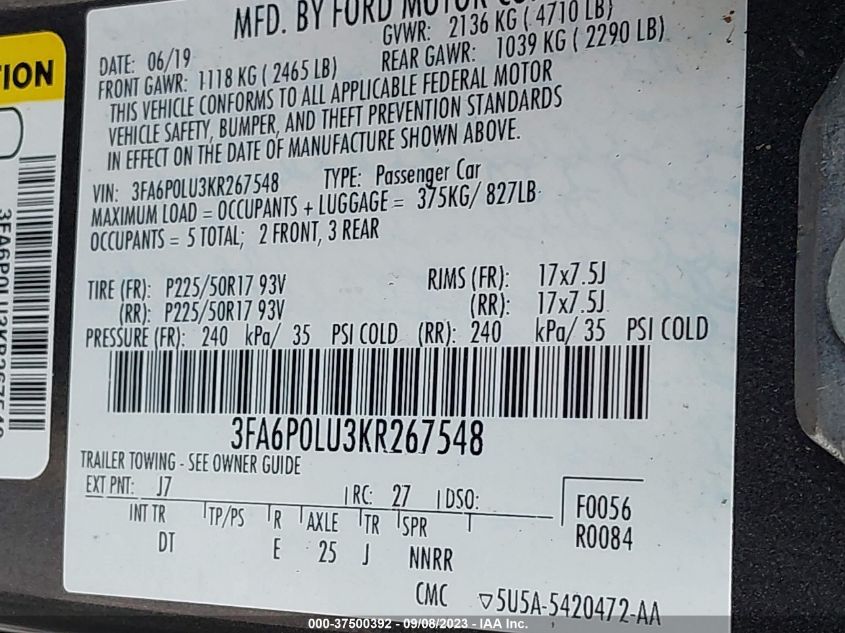 MFD. BY FORD MOTOR CO
DATE: 06/19 GVWR: 2136 KG ( 4710 LB)
FRONT GAWR: 1118 KG ( 2465 LB) REAR GAWR: 1039 KG ( 2290 LB)
THIS VEHICLE CONFORMS TO ALL APPLICABLE FEDERAL MOTOR
VEHICLE SAFETY, BUMPER, AND THEFT PREVENTION STANDARDS
IN EFFECT ON THE DATE OF MANUFACTURE SHOWN ABOVE.
VIN: 3FA6P0LU3KR267548 TYPE: Passenger Car
MAXIMUM LOAD = OCCUPANTS + LUGGAGE = 375KG/ 827LB
OCCUPANTS = 5 TOTAL; 2 FRONT, 3 REAR
TIRE (FR): P225/50R17 93V RIMS (FR): 17x7.5J
(RR): P225/50R17 93V (RR): 17x7.5J
PRESSURE (FR): 240 kPa/ 35 PSI COLD (RR): 240 kPa/ 35 PSI COLD
3FA6P0LU3KR267548
TRAILER TOWING - SEE OWNER GUIDE
EXT PNT: J7 RC: 27 DSO:
INT TR TP/PS R AXLE TR SPR
DT E 25 J NNRR
F0056
R0084
CMC ▽5U5A-5420472-AA
TION
3FA6P0LU3KR267548
000-37500392 - 09/08/2023 - IAA Inc.